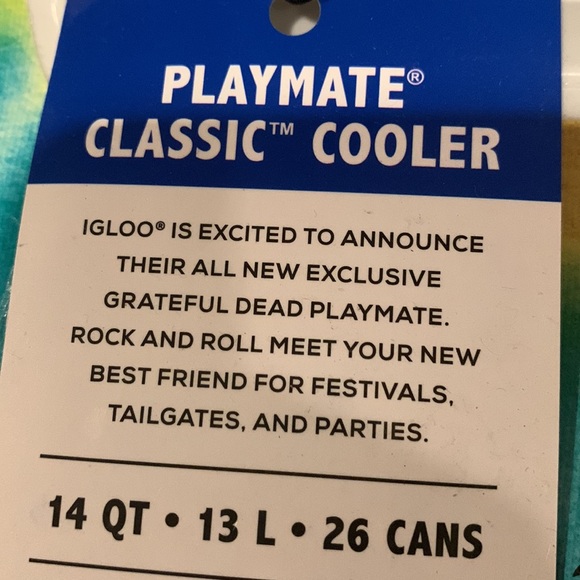 PLAYMATE®
CLASSIC™ COOLER
IGLOO® IS EXCITED TO ANNOUNCE
THEIR ALL NEW EXCLUSIVE
GRATEFUL DEAD PLAYMATE.
ROCK AND ROLL MEET YOUR NEW
BEST FRIEND FOR FESTIVALS,
TAILGATES, AND PARTIES.
14 QT • 13 L • 26 CANS